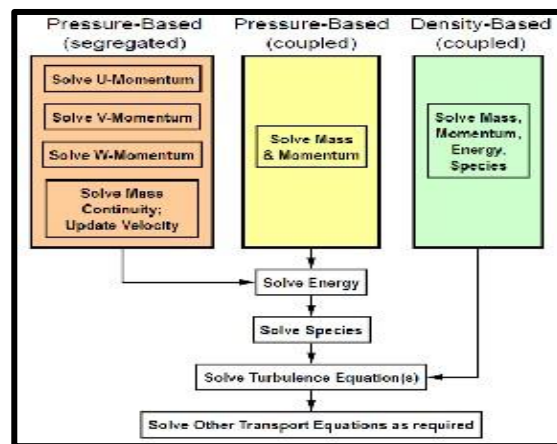 Pressure-Based
(segregated)
Solve U-Momentum
Solve V-Momentum
Solve W-Momentum
Solve Mass
Continuity;
Update Velocity
Pressure-Based
(coupled)
Solve Mass
& Momentum
Density-Based
(coupled)
Solve Mass,
Momentum,
Energy,
Species
Solve Energy
Solve Species
Solve Turbulence Equation(s)
Solve Other Transport Equations as required